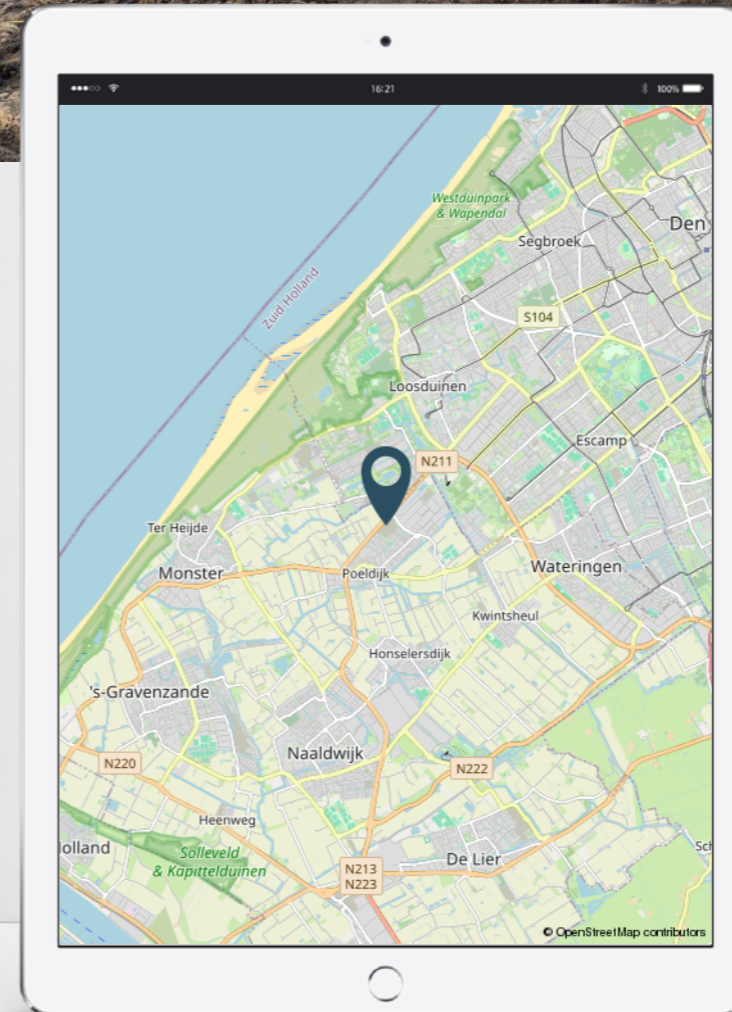 16:21
100%
Westduinpark
& Wapendal
Den
Segbroek
Zuid-Holland
S104
Loosduinen
Escamp
N211
Ter Heijde
Monster
Poeldijk
Wateringen
Kwintsheul
Honselersdijk
's-Gravenzande
Naaldwijk
N220
N222
Heenweg
olland
Solleveld
& Kapittelduinen
De Lier
Sch
N213
N223
© OpenStreetMap contributors